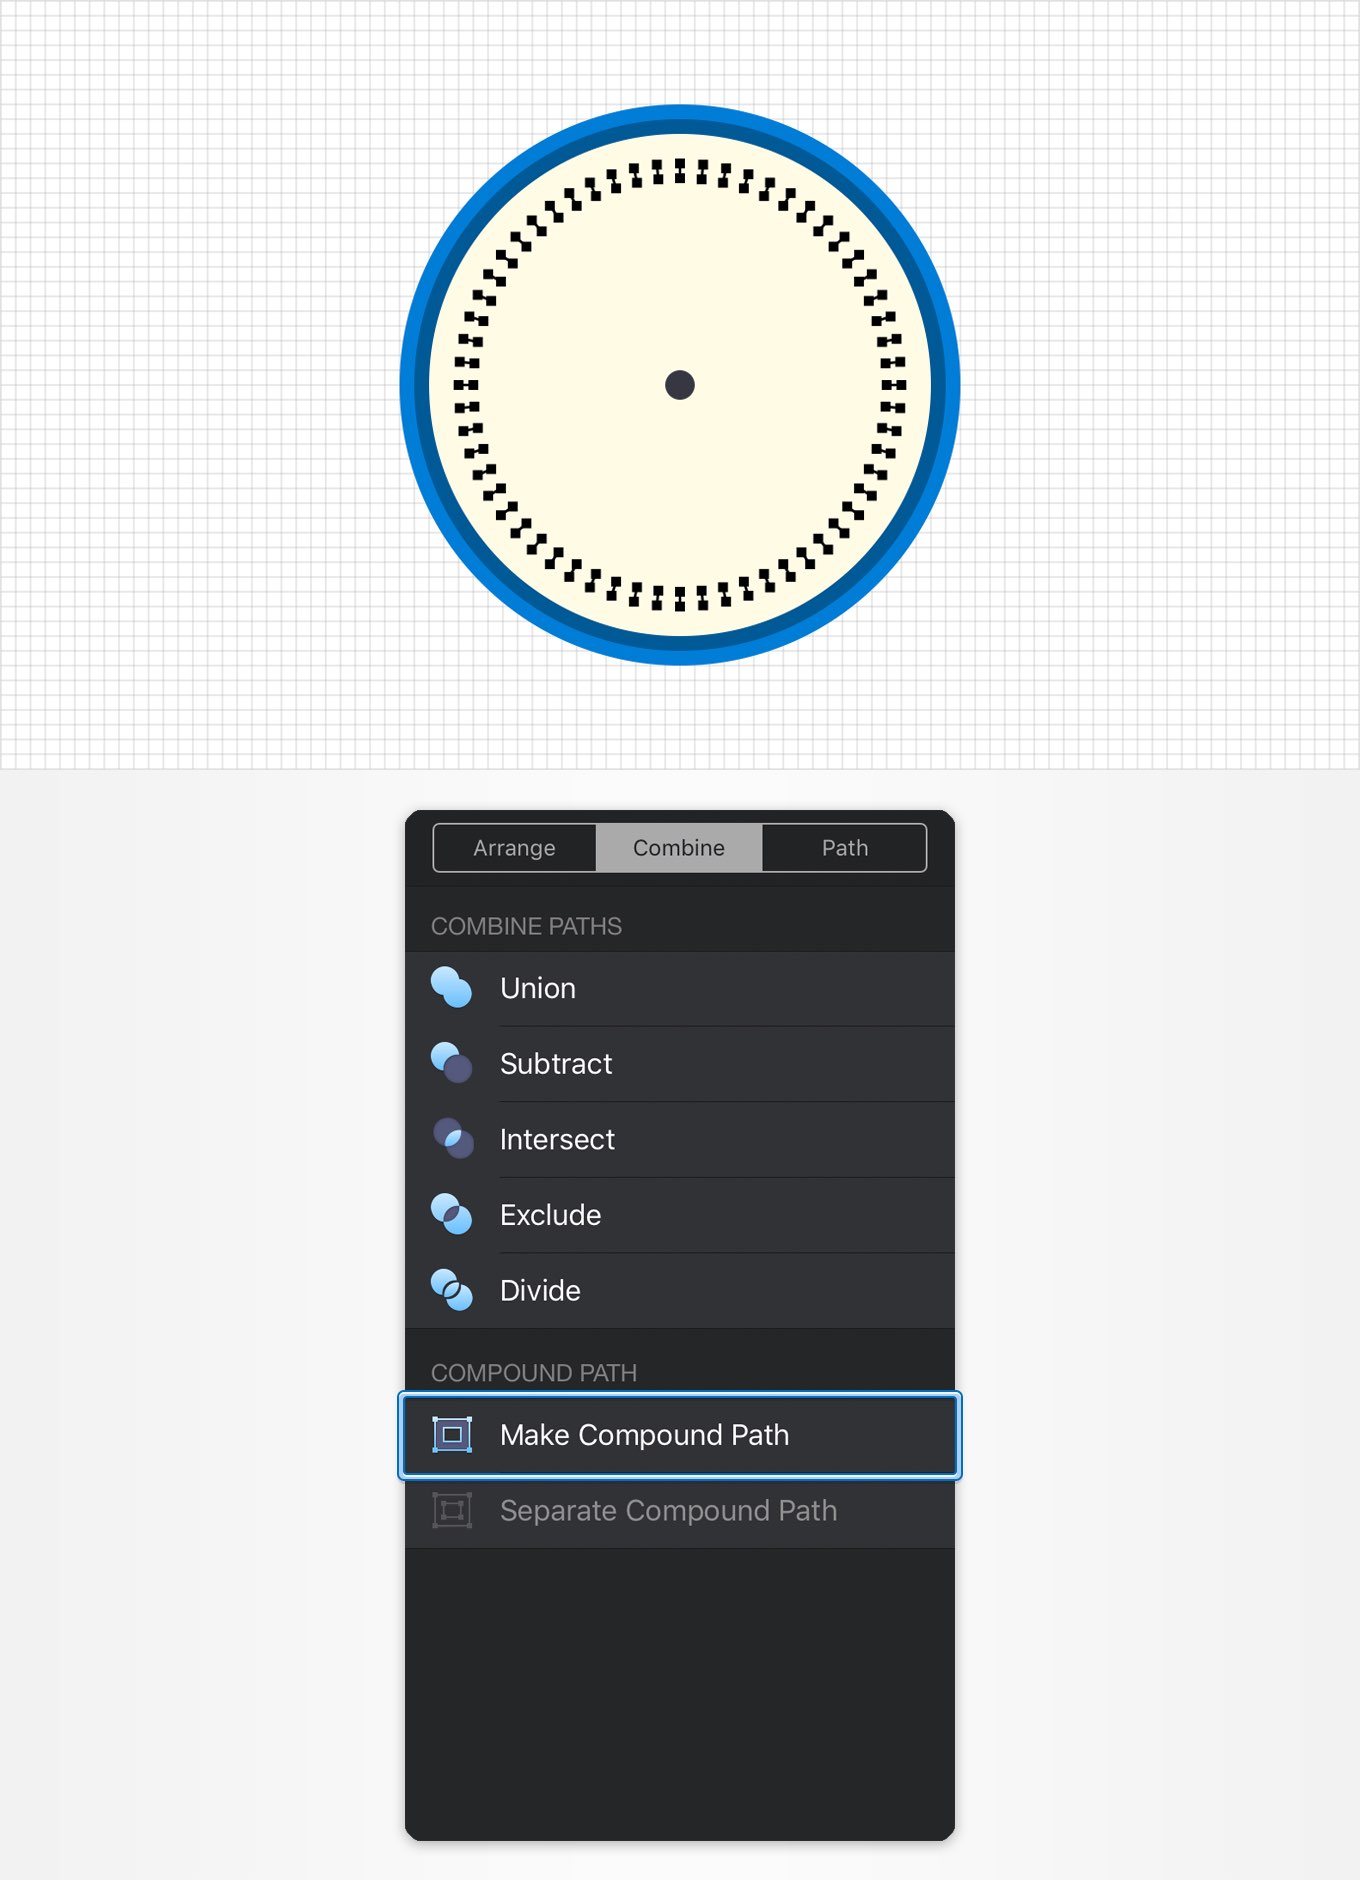 Arrange Combine Path
COMBINE PATHS
Union
Subtract
Intersect
Exclude
Divide
COMPOUND PATH
Make Compound Path
Separate Compound Path